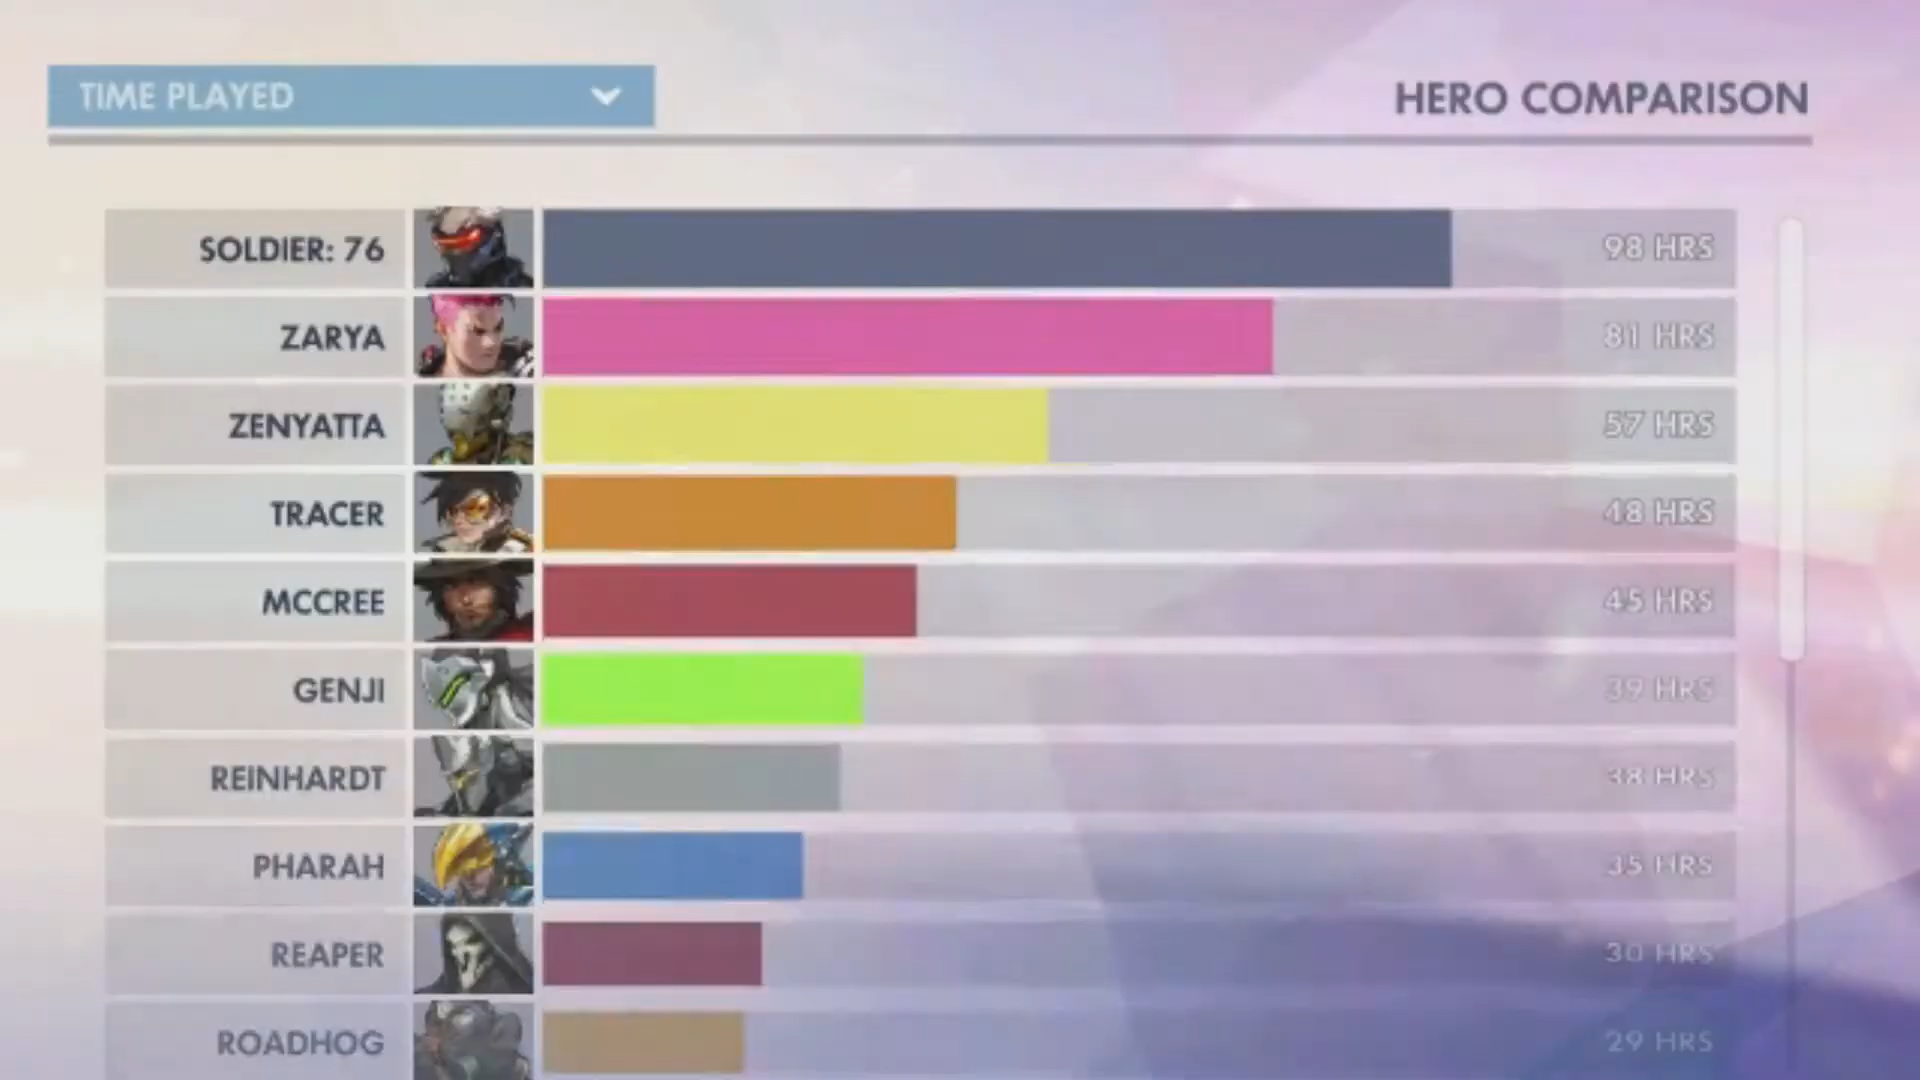 TIME PLAYED
HERO COMPARISON
SOLDIER: 76 98 HRS
ZARYA 81 HRS
ZENYATTA 57 HRS
TRACER 48 HRS
MCCREE 45 HRS
GENJI 39 HRS
REINHARDT 38 HRS
PHARAH 35 HRS
REAPER 30 HRS
ROADHOG 29 HRS